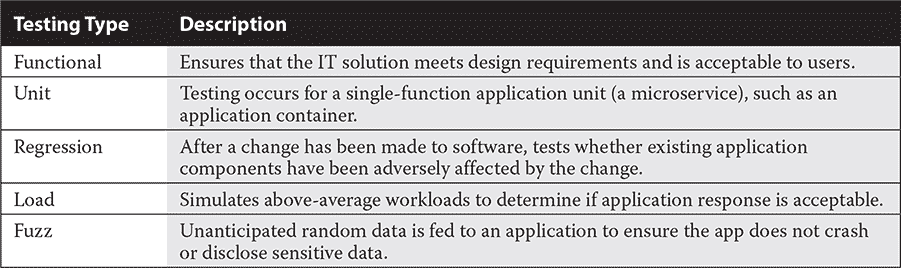 Testing Type Description
Functional Ensures that the IT solution meets design requirements and is acceptable to users.
Unit Testing occurs for a single-function application unit (a microservice), such as an
application container.
Regression After a change has been made to software, tests whether existing application
components have been adversely affected by the change.
Load Simulates above-average workloads to determine if application response is acceptable.
Fuzz Unanticipated random data is fed to an application to ensure the app does not crash
or disclose sensitive data.